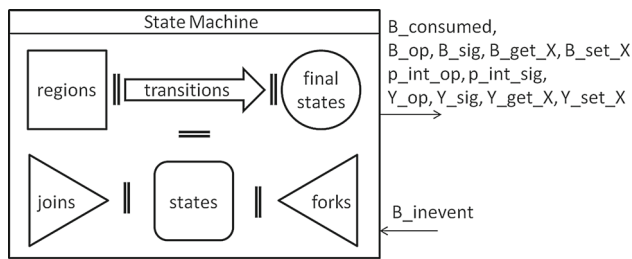 State Machine
B_consumed,
B_op, B_sig, B_get_X, B_set_X
p_int_op, p_int_sig,
Y_op, Y_sig, Y_get_X, Y_set_X
regions
transitions
final
states
joins
states
forks
B_inevent